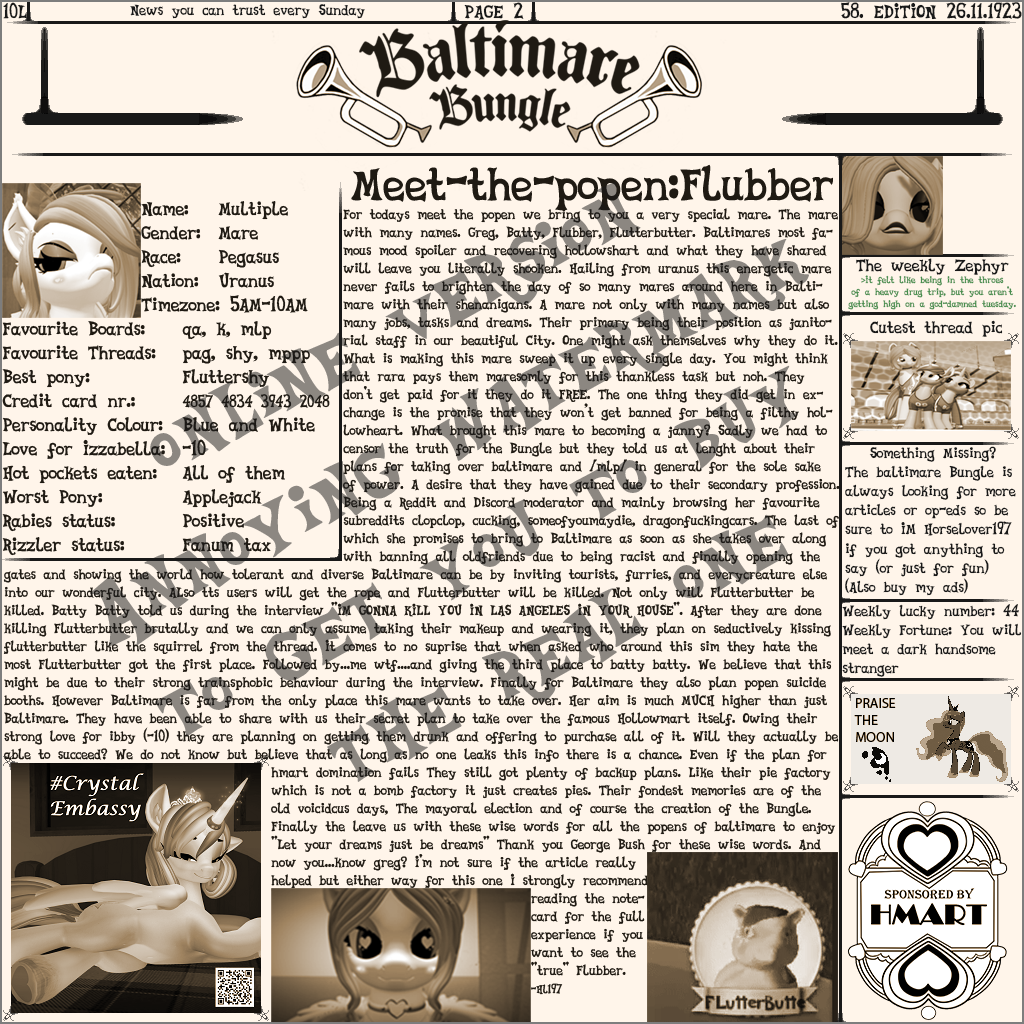 10L
News you can trust every Sunday
PAGE 2
58. EDITION 26.11.1923
Baltimare
Bungle
Name: Multiple
Gender: Mare
Race: Pegasus
Nation: Uranus
Timezone: 5AM-10AM
Favourite Boards: qa, k, mlp
Favourite Threads: pag, shy, mppp
Best pony: Fluttershy
Credit card nr.: 4857 4834 3943 2048
Personality Colour: Blue and White
Love for izzabella: -10
Hot pockets eaten: All of them
Worst Pony: Applejack
Rabies status: Positive
Rizzler status: Fanum tax
Meet-the-popen:Flubber
For todays meet the popen we bring to you a very special mare. The mare
with many names. Greg, Batty, Flubber, Flutterbutter. Baltimares most fa-
mous mood spoiler and recovering hollowshart and what they have shared
will leave you literally shooken. Hailing from uranus this energetic mare
never fails to brighten the day of so many mares around here in Balti-
mare with their shenanigans. A mare not only with many names but also
many jobs, tasks and dreams. Their primary being their position as janito-
rial staff in our beautiful City. One might ask themselves why they do it.
What is making this mare sweep it up every single day. You might think
that rara pays them maresomly for this thankless task but noh. They
don't get paid for it they do it FREE. The one thing they did get in ex-
change is the promise that they won't get banned for being a filthy hol-
lowheart. What brought this mare to becoming a janny? Sadly we had to
censor the truth for the Bungle but they told us at lenght about their
plans for taking over baltimare and /mlp/ in general for the sole sake
of power. A desire that they have gained due to their secondary profession.
Being a Reddit and Discord moderator and mainly browsing her favourite
subreddits clopclop, cucking, someofyoumaydie, dragonfuckingcars. The last of
which she promises to bring to Baltimare as soon as she takes over along
with banning all oldfriends due to being racist and finally opening the
gates and showing the world how tolerant and diverse Baltimare can be by inviting tourists, furries, and everycreature else
into our wonderful city. Also tts users will get the rope and Flutterbutter will be killed. Not only will Flutterbutter be
killed. Batty Batty told us during the interview "iM GONNA KILL YOU IN LAS ANGELES IN YOUR HOUSE". After they are done
killing Flutterbutter brutally and we can only assume taking their makeup and wearing it, they plan on seductively kissing
flutterbutter like the squirrel from the thread. It comes to no suprise that we asked who around this sim they hate the
most Flutterbutter got the first place. Followed by...me wtf....and giving the third place to batty batty. We believe that this
might be due to their strong transphobic behaviour during the interview. Finally for Baltimare they also plan popen suicide
booths. However Baltimare is far from the only place this mare wants to take over. Her aim is much MUCH higher than just
Baltimare. They have been able to share with us their secret plan to take over the famous Hollowmart itself. Owing their
strong love for ibby (-10) they are planning on getting them drunk and offering to purchase all of it. Will they actually be
able to succeed? We do not know but believe that as long as no one leaks this info there is a chance. Even if the plan for
hmart domination fails They still got plenty of backup plans. Like their pie factory
which is not a bomb factory it just creates pies. Their fondest memories are of the
old voicidcus days, The mayoral election and of course the creation of the Bungle.
Finally the leave us with these wise words for all the popens of baltimare to enjoy
"Let your dreams just be dreams" Thank you George Bush for these wise words. And
now you...know greg? i'm not sure if the article really
helped but either way for this one i strongly recommend
reading the note-
card for the full
experience if you
want to see the
"true" Flubber.
-HL197
ONLINE VERSION
ANNOYING WHITERMARK
TO GET YOU TO BUY
THE REAL ONE
The weekly Zephyr
>It felt like being in the throes
of a heavy drug trip, but you aren't
getting high on a god-damned tuesday.
Cutest thread pic
Something Missing?
The baltimare Bungle is
always looking for more
articles or op-eds so be
sure to iM Horselover197
if you got anything to
say (or just for fun)
(Also buy my ads)
Weekly lucky number: 44
Weekly Fortune: You will
meet a dark handsome
stranger
PRAISE
THE
MOON
#Crystal
Embassy
FLutterButte
SPONSORED BY
HMART